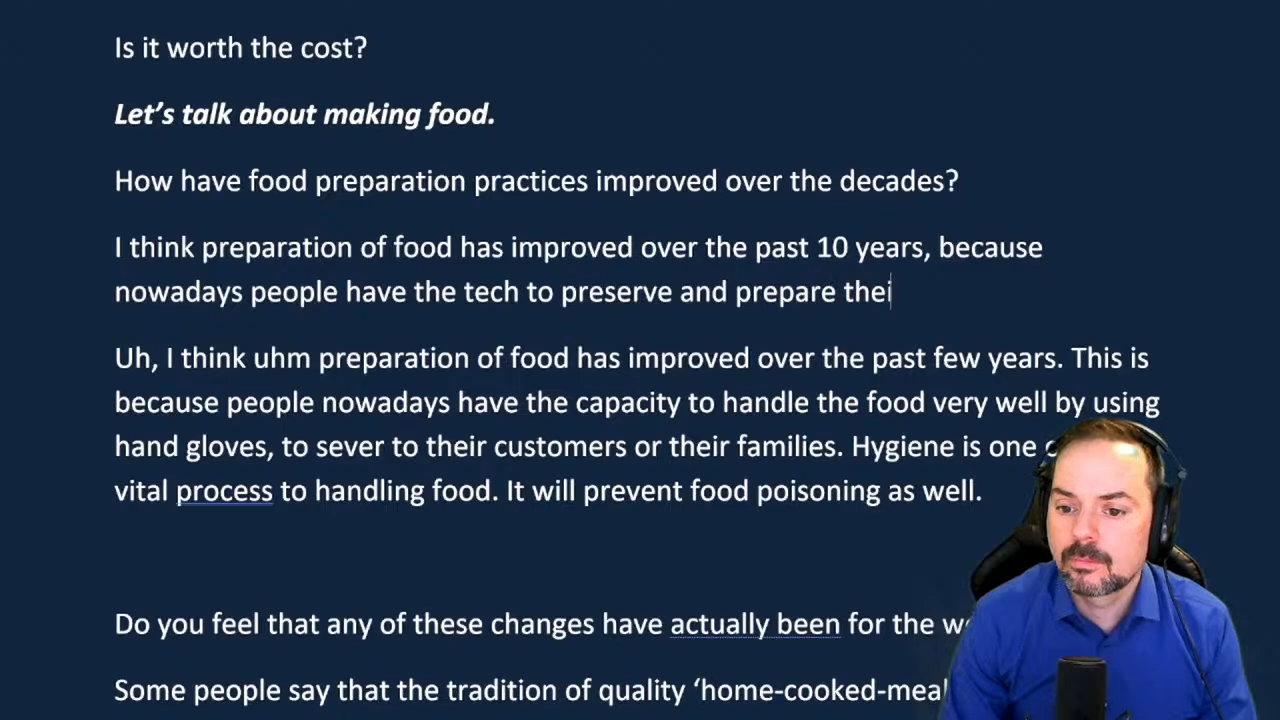 Is it worth the cost?
Let's talk about making food.
How have food preparation practices improved over the decades?
I think preparation of food has improved over the past 10 years, because
nowadays people have the tech to preserve and prepare thei
Uh, I think uhm preparation of food has improved over the past few years. This is
because people nowadays have the capacity to handle the food very well by using
hand gloves, to sever to their customers or their families. Hygiene is one
vital process to handling food. It will prevent food poisoning as well.
Do you feel that any of these changes have actually been for the
Some people say that the tradition of quality ‘home-cooked-meal